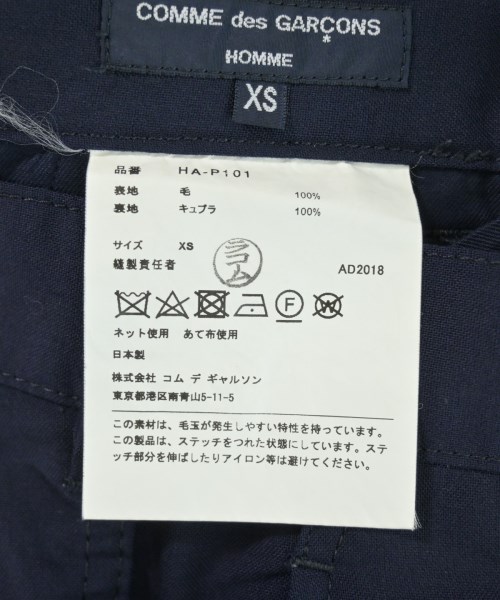 COMME des GARÇONS
HOMME
XS
品番 HA-P101
表地 毛 100%
裏地 キュプラ 100%
サイズ XS
縫製責任者
コム
AD2018
F
W
ネット使用 あて布使用
日本製
株式会社 コム デ ギャルソン
東京都港区南青山5-11-5
この素材は、毛玉が発生しやすい特性を持っています。
この製品は、ステッチをつれた状態にしています。ステ
ッチ部分を伸ばしたりアイロン等は避けてください。